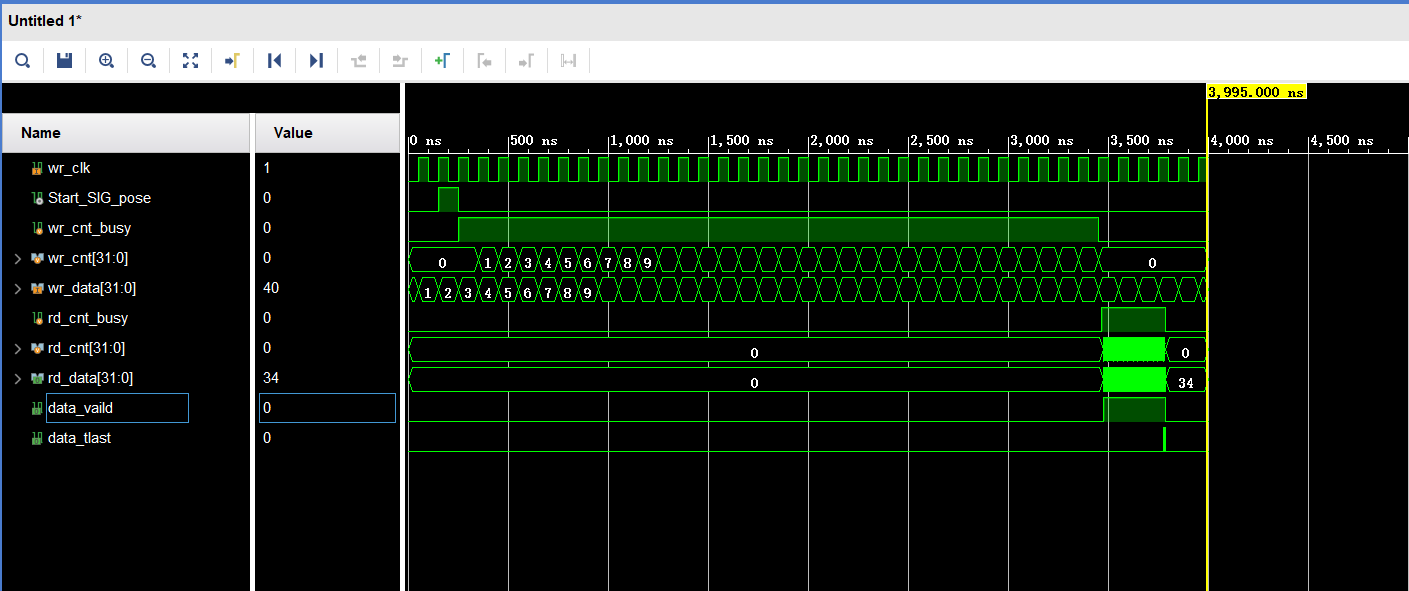 Untitled 1*
3,995.000 ns
Name Value
0 ns 500 ns 1,000 ns 1,500 ns 2,000 ns 2,500 ns 3,000 ns 3,500 ns 4,000 ns 4,500 ns
wr_clk 1
Start_SIG_pose 0
wr_cnt_busy 0
wr_cnt[31:0] 0 0 1 2 3 4 5 6 7 8 9 0
wr_data[31:0] 40 1 2 3 4 5 6 7 8 9
rd_cnt_busy 0
rd_cnt[31:0] 0 0 0
rd_data[31:0] 34 0 34
data_vaild 0
data_tlast 0